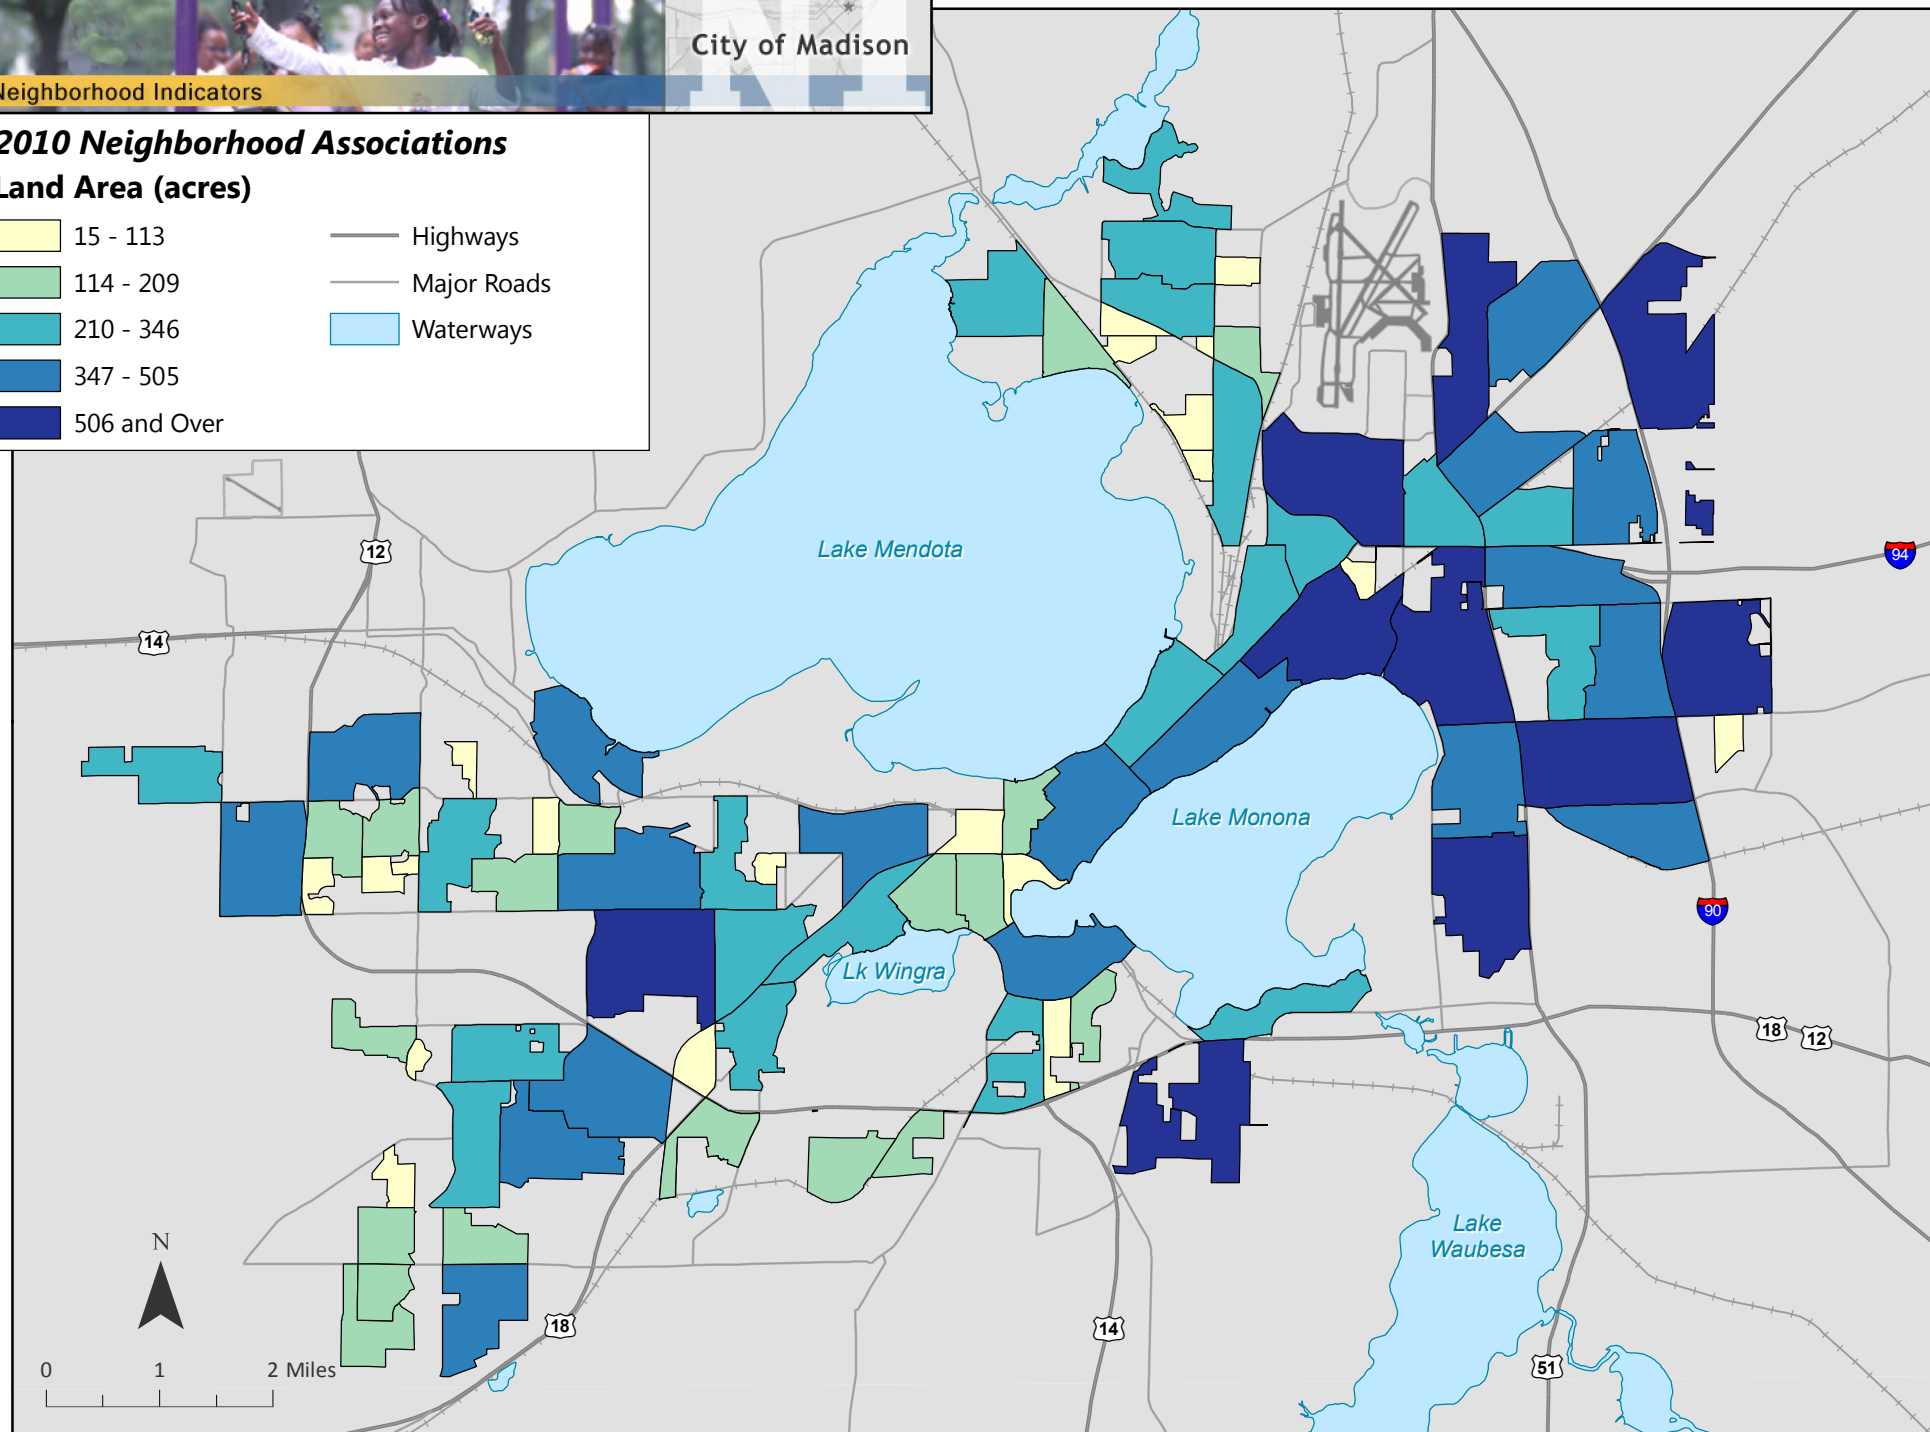 City of Madison
Neighborhood Indicators
2010 Neighborhood Associations
Land Area (acres)
15 - 113
114 - 209
210 - 346
347 - 505
506 and Over
Highways
Major Roads
Waterways
12
14
94
Lake Mendota
Lake Monona
Lk Wingra
90
18
12
Lake
Waubesa
N
0 1 2 Miles
18
14
51